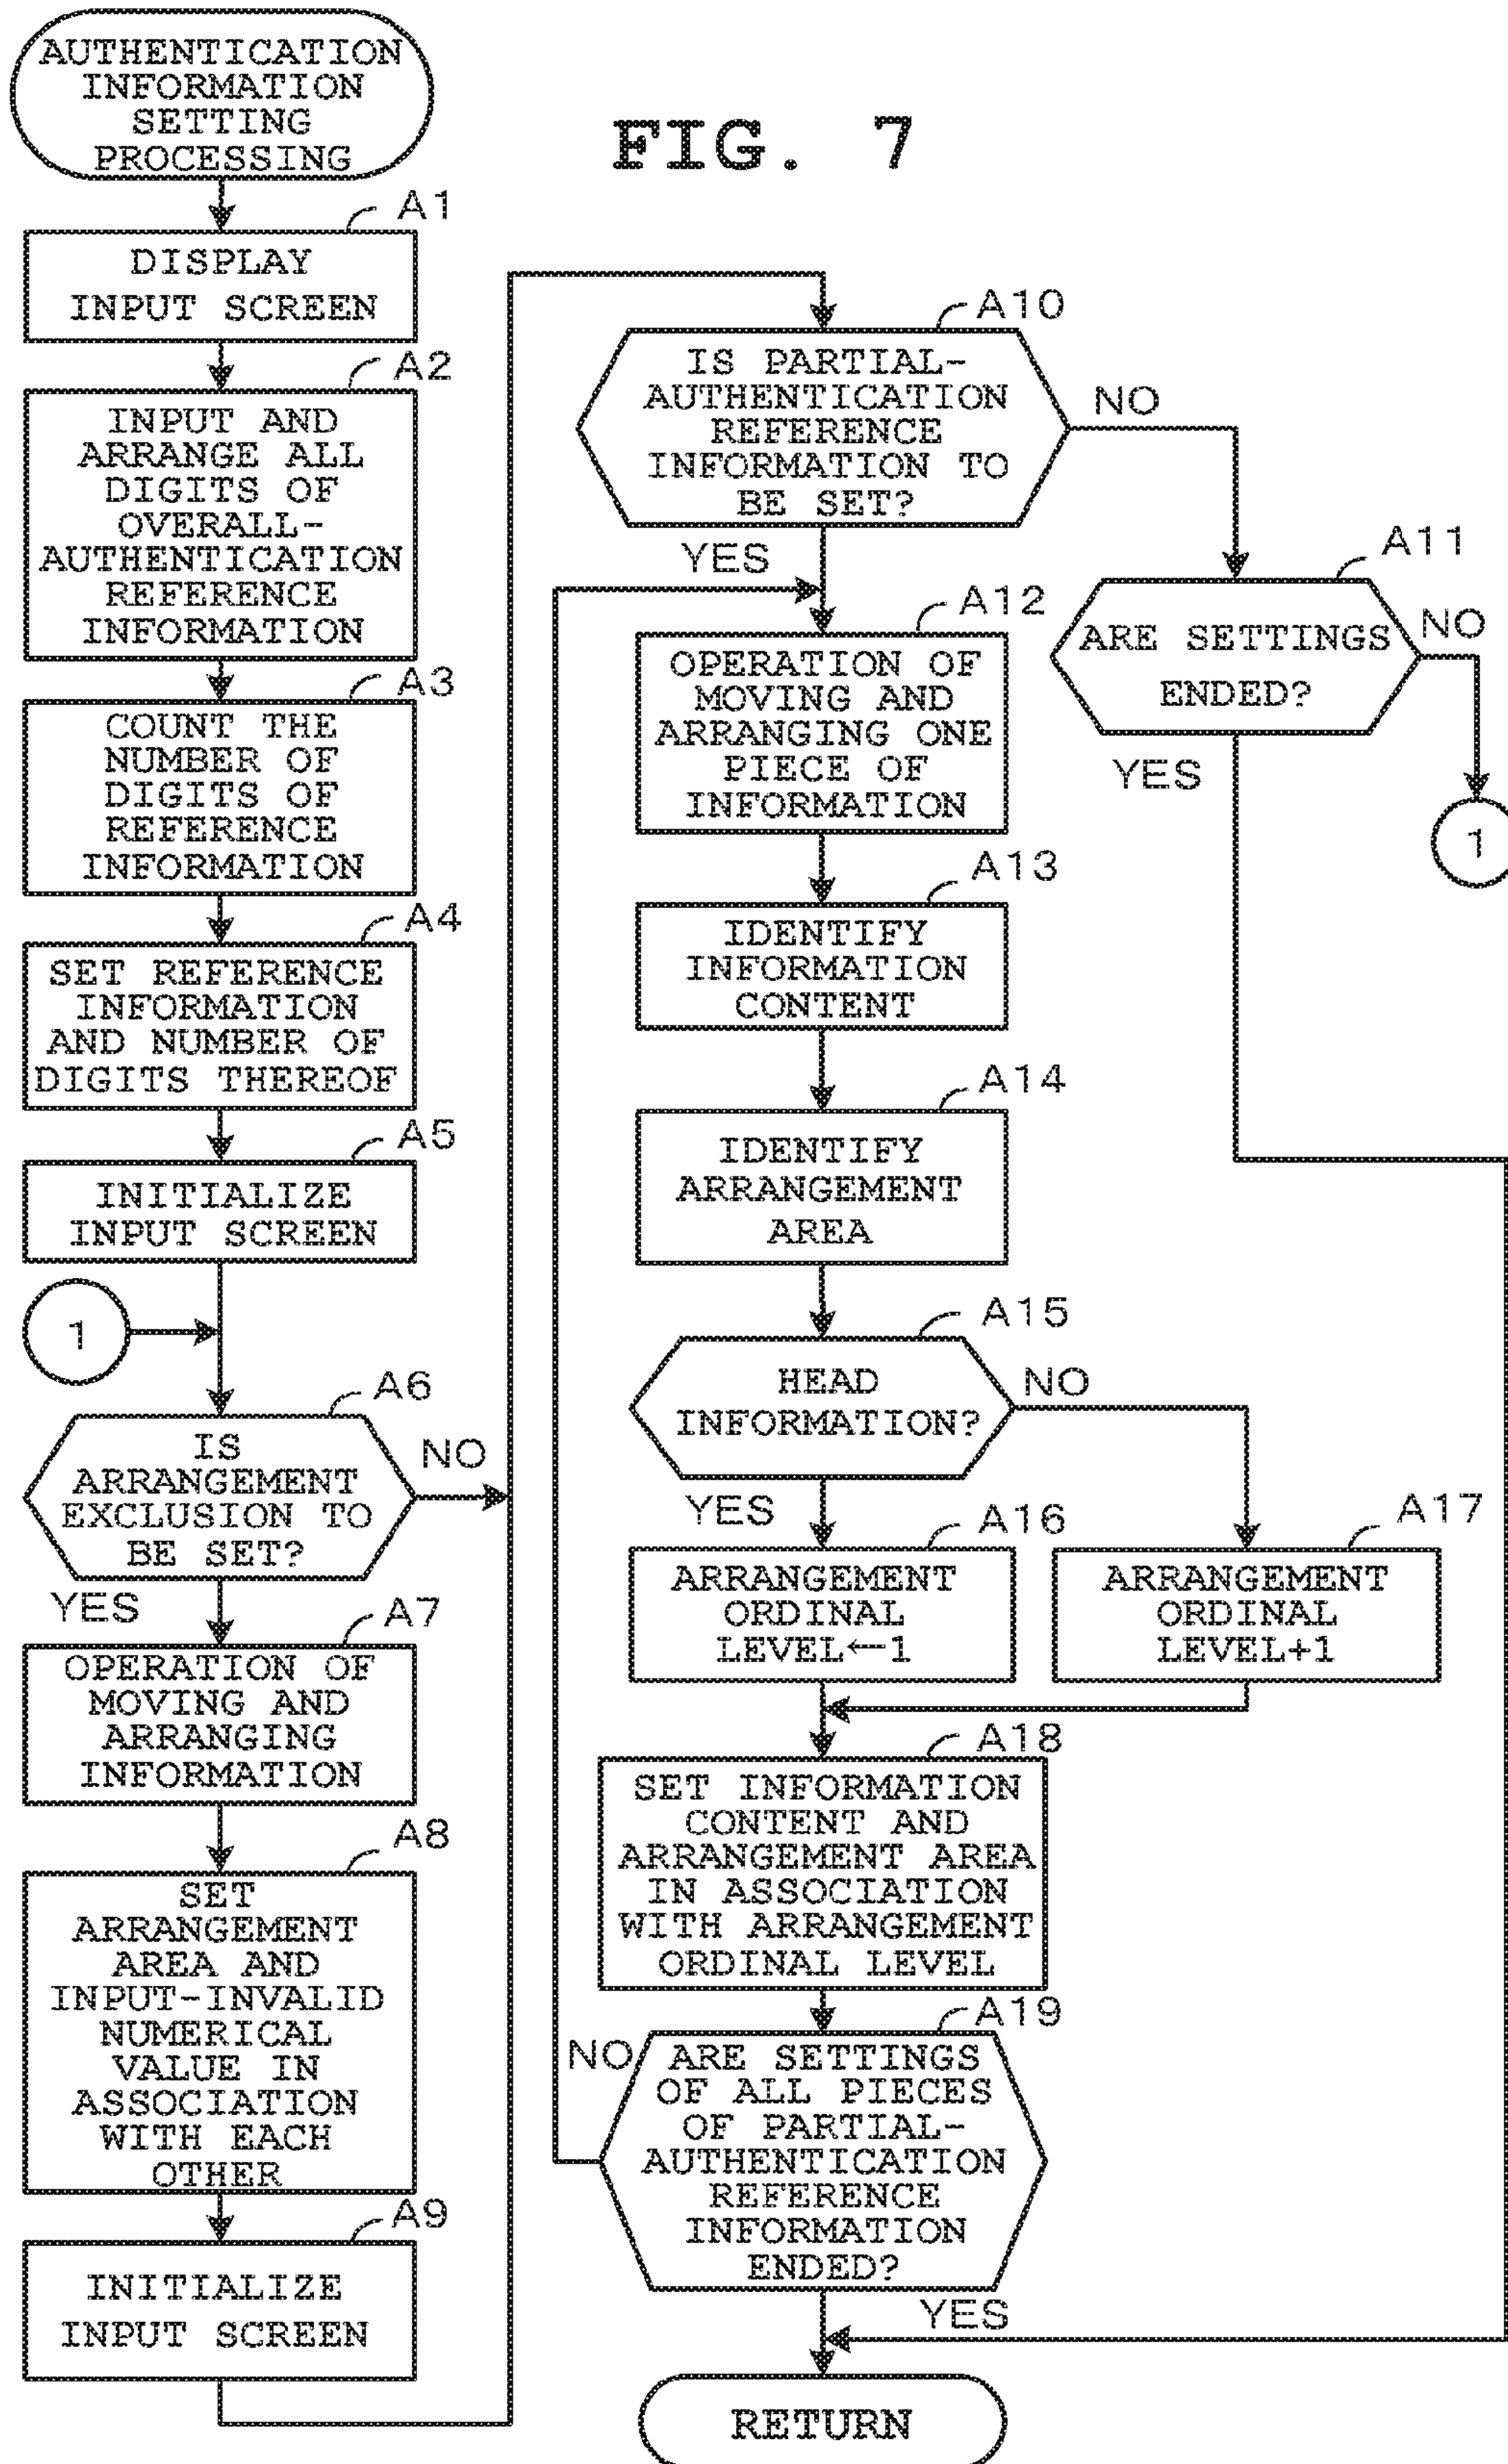 FIG. 7
AUTHENTICATION
INFORMATION
SETTING
PROCESSING
A1
DISPLAY
INPUT SCREEN
A2
INPUT AND
ARRANGE ALL
DIGITS OF
OVERALL-
AUTHENTICATION
REFERENCE
INFORMATION
A3
COUNT THE
NUMBER OF
DIGITS OF
REFERENCE
INFORMATION
A4
SET REFERENCE
INFORMATION
AND NUMBER OF
DIGITS THEREOF
A5
INITIALIZE
INPUT SCREEN
1
A6
IS
ARRANGEMENT
EXCLUSION TO
BE SET?
NO
YES
A7
OPERATION OF
MOVING AND
ARRANGING
INFORMATION
A8
SET
ARRANGEMENT
AREA AND
INPUT-INVALID
NUMERICAL
VALUE IN
ASSOCIATION
WITH EACH
OTHER
A9
INITIALIZE
INPUT SCREEN
A10
IS PARTIAL-
AUTHENTICATION
REFERENCE
INFORMATION TO
BE SET?
NO
YES
A11
ARE SETTINGS
ENDED?
NO
YES
1
A12
OPERATION OF
MOVING AND
ARRANGING ONE
PIECE OF
INFORMATION
A13
IDENTIFY
INFORMATION
CONTENT
A14
IDENTIFY
ARRANGEMENT
AREA
A15
HEAD
INFORMATION?
NO
YES
A16
ARRANGEMENT
ORDINAL
LEVEL←1
A17
ARRANGEMENT
ORDINAL
LEVEL+1
A18
SET INFORMATION
CONTENT AND
ARRANGEMENT AREA
IN ASSOCIATION
WITH ARRANGEMENT
ORDINAL LEVEL
A19
NO
ARE SETTINGS
OF ALL PIECES
OF PARTIAL-
AUTHENTICATION
REFERENCE
INFORMATION
ENDED?
YES
RETURN